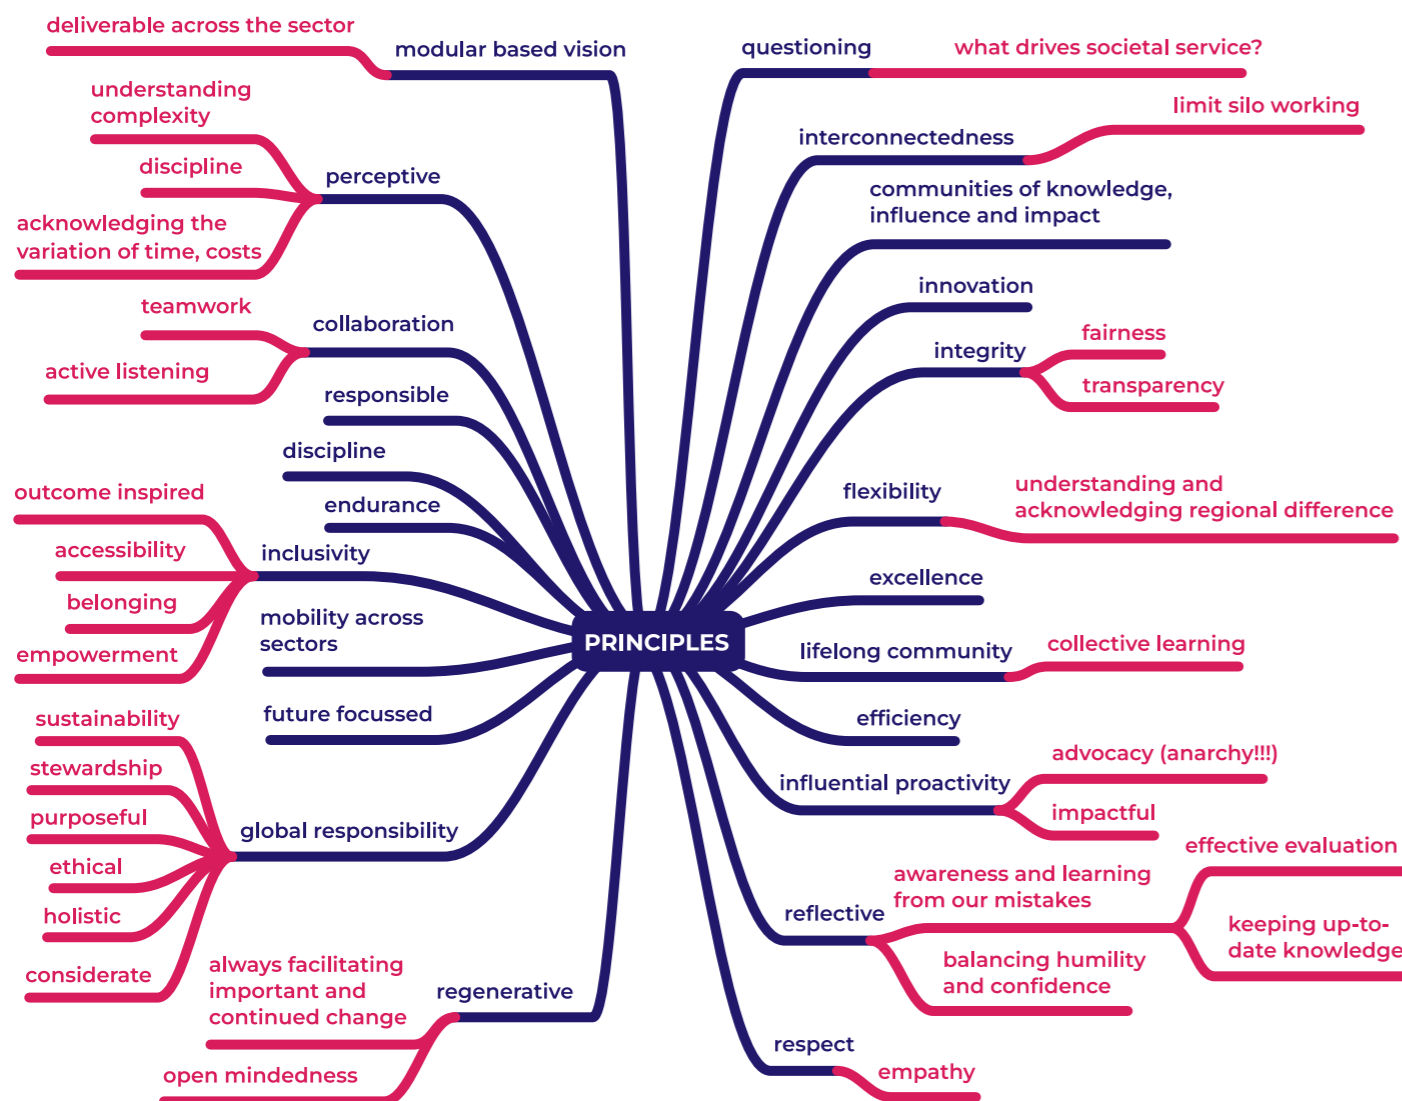 deliverable across the sector
modular based vision
understanding
complexity
discipline
acknowledging the
variation of time, costs
perceptive
teamwork
active listening
collaboration
responsible
discipline
endurance
outcome inspired
accessibility
belonging
empowerment
inclusivity
mobility across
sectors
future focussed
sustainability
stewardship
purposeful
ethical
holistic
considerate
global responsibility
always facilitating
important and
continued change
open mindedness
regenerative
PRINCIPLES
questioning
what drives societal service?
interconnectedness
limit silo working
communities of knowledge,
influence and impact
innovation
integrity
fairness
transparency
flexibility
understanding and
acknowledging regional difference
excellence
lifelong community
collective learning
efficiency
influential proactivity
advocacy (anarchy!!!)
impactful
reflective
awareness and learning
from our mistakes
effective evaluation
keeping up-to-
date knowledge
balancing humility
and confidence
respect
empathy